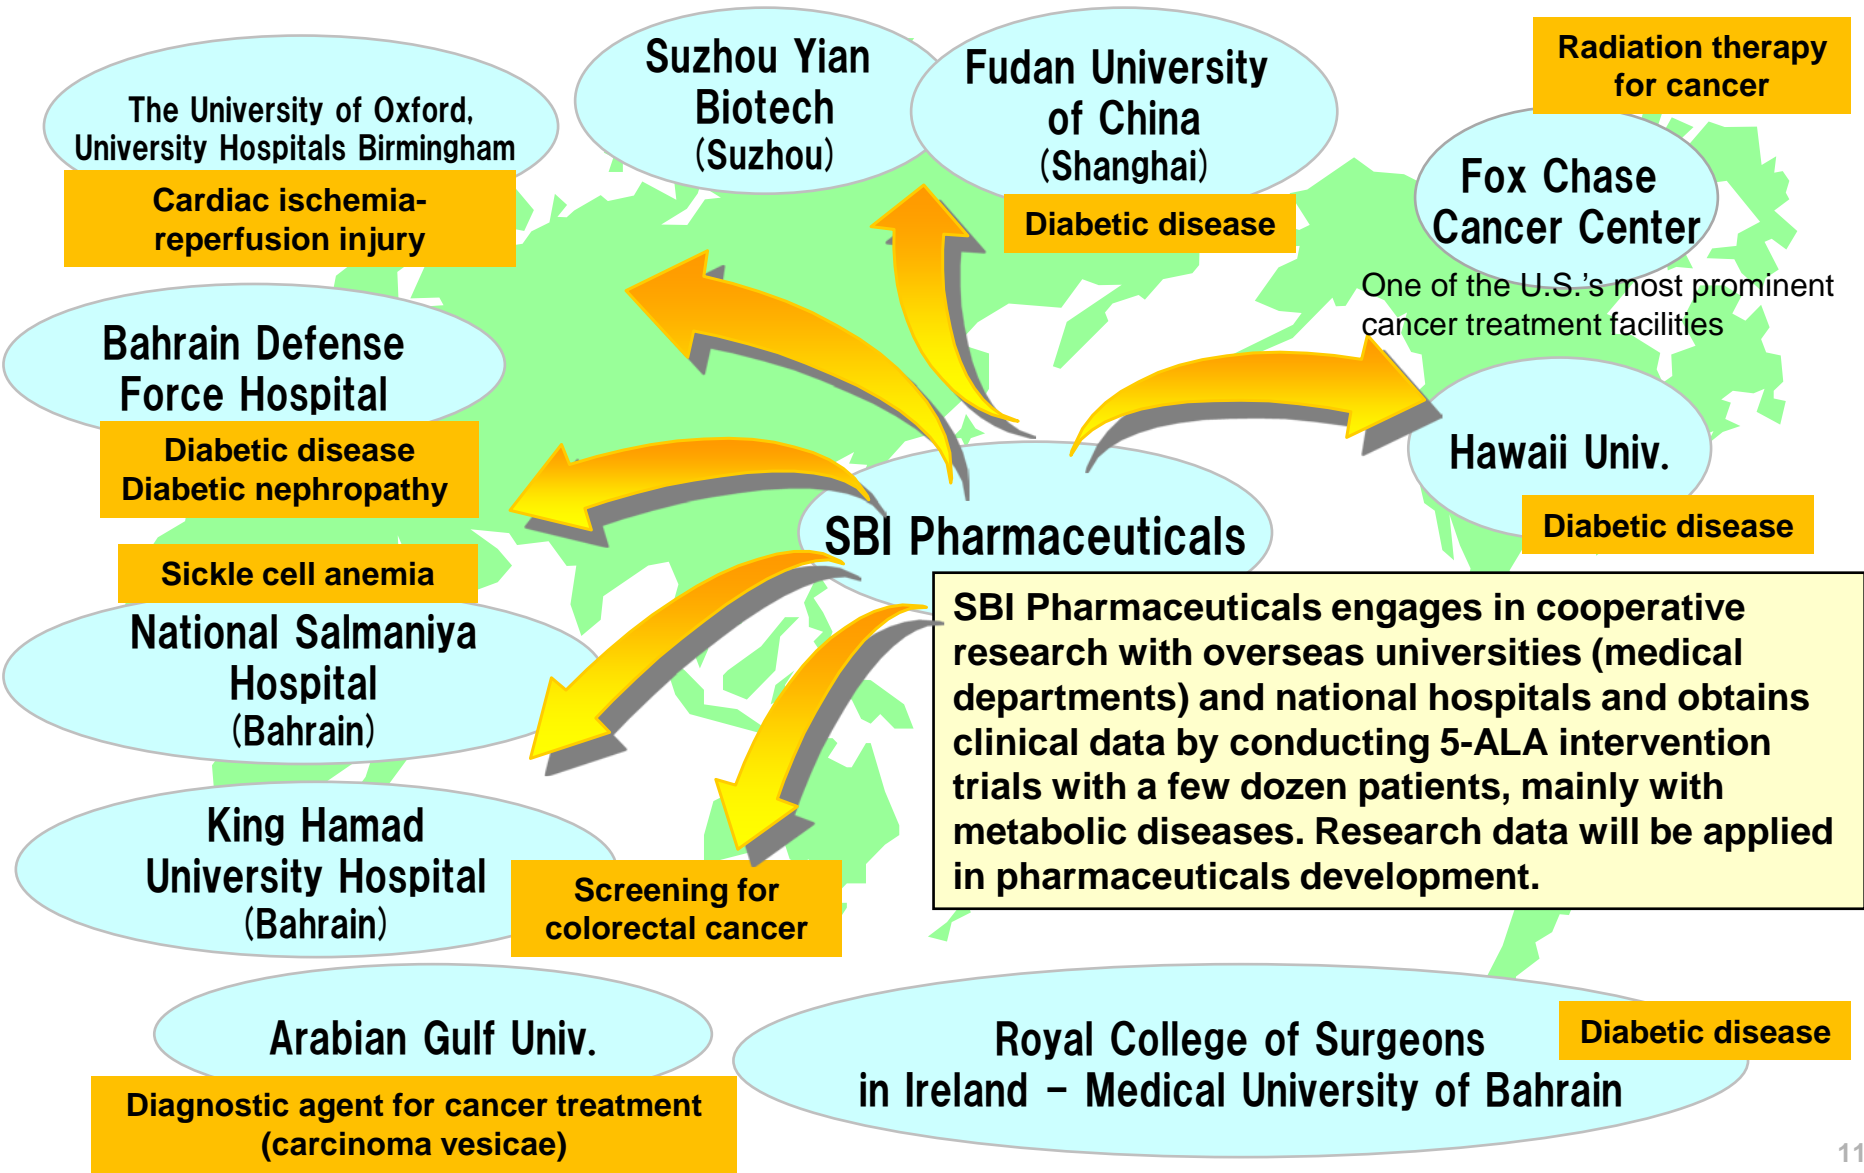 The University of Oxford,
University Hospitals Birmingham
Cardiac ischemia-
reperfusion injury
Suzhou Yian
Biotech
(Suzhou)
Fudan University
of China
(Shanghai)
Diabetic disease
Radiation therapy
for cancer
Fox Chase
Cancer Center
One of the U.S.'s most prominent
cancer treatment facilities
Bahrain Defense
Force Hospital
Diabetic disease
Diabetic nephropathy
Hawaii Univ.
Diabetic disease
SBI Pharmaceuticals
Sickle cell anemia
National Salmaniya
Hospital
(Bahrain)
SBI Pharmaceuticals engages in cooperative
research with overseas universities (medical
departments) and national hospitals and obtains
clinical data by conducting 5-ALA intervention
trials with a few dozen patients, mainly with
metabolic diseases. Research data will be applied
in pharmaceuticals development.
King Hamad
University Hospital
(Bahrain)
Screening for
colorectal cancer
Arabian Gulf Univ.
Diagnostic agent for cancer treatment
(carcinoma vesicae)
Royal College of Surgeons
in Ireland – Medical University of Bahrain
Diabetic disease
11